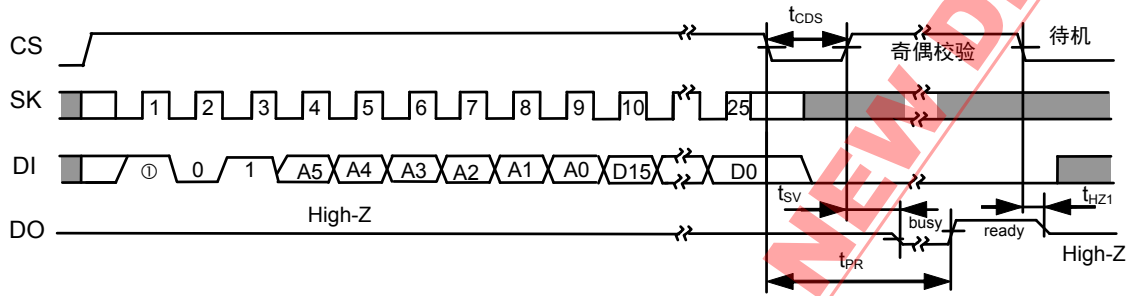 tCDS
CS
奇偶校验
待机
SK
1 2 3 4 5 6 7 8 9 10 25
DI
① 0 1 A5 A4 A3 A2 A1 A0 D15 D0
tSV
tHZ1
High-Z
busy
ready
DO
High-Z
tPR
NEW D